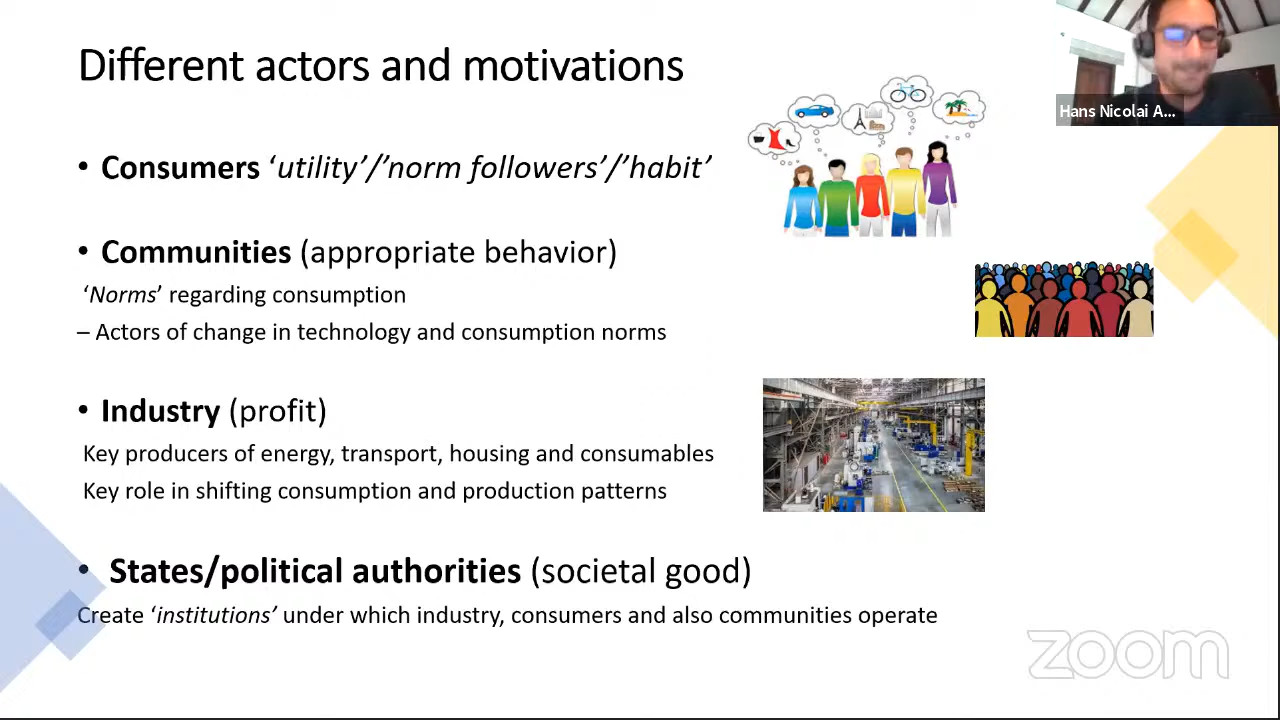 Different actors and motivations
Hans Nicolai A...
• Consumers ‘utility’/’norm followers’/’habit’
• Communities (appropriate behavior)
‘Norms’ regarding consumption
– Actors of change in technology and consumption norms
• Industry (profit)
Key producers of energy, transport, housing and consumables
Key role in shifting consumption and production patterns
• States/political authorities (societal good)
Create ‘institutions’ under which industry, consumers and also communities operate
zoom